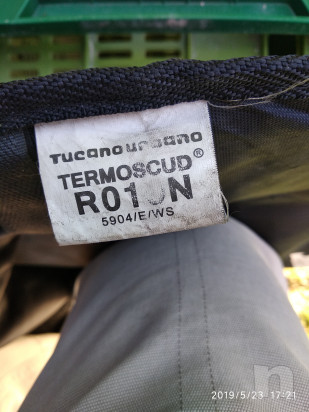 Tucano urbano
TERMOSCUD®
5904/E/WS
2019/5/23 17:21
n